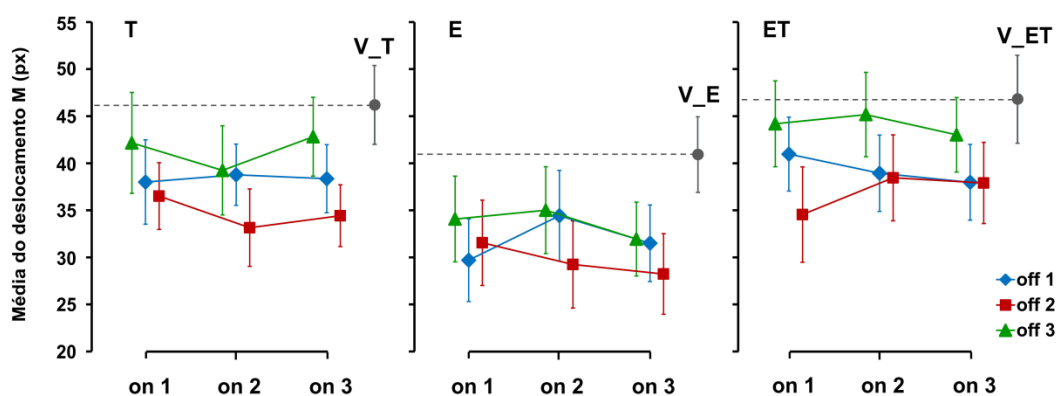 Média do deslocamento M (px)
55
50
45
40
35
30
25
20
T
V_T
on 1 on 2 on 3
E
V_E
on 1 on 2 on 3
ET
V_ET
on 1 on 2 on 3
off 1
off 2
off 3